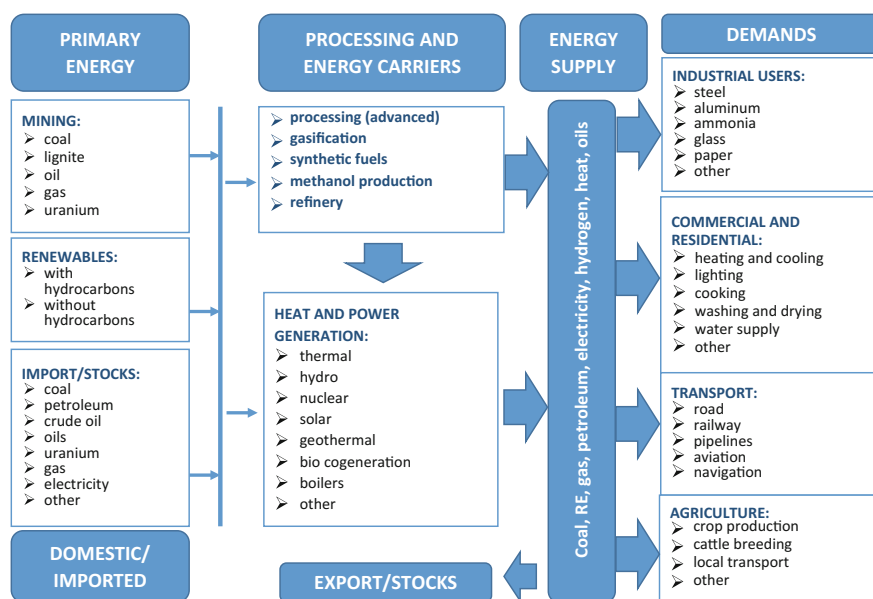 PRIMARY
ENERGY
MINING:
coal
lignite
oil
gas
uranium
RENEWABLES:
with
hydrocarbons
without
hydrocarbons
IMPORT/STOCKS:
coal
petroleum
crude oil
oils
uranium
gas
electricity
other
DOMESTIC/
IMPORTED
PROCESSING AND
ENERGY CARRIERS
processing (advanced)
gasification
synthetic fuels
methanol production
refinery
HEAT AND POWER
GENERATION:
thermal
hydro
nuclear
solar
geothermal
bio cogeneration
boilers
other
EXPORT/STOCKS
ENERGY
SUPPLY
Coal, RE, gas, petroleum, electricity, hydrogen, heat, oils
DEMANDS
INDUSTRIAL USERS:
steel
aluminum
ammonia
glass
paper
other
COMMERCIAL AND
RESIDENTIAL:
heating and cooling
lighting
cooking
washing and drying
water supply
other
TRANSPORT:
road
railway
pipelines
aviation
navigation
AGRICULTURE:
crop production
cattle breeding
local transport
other